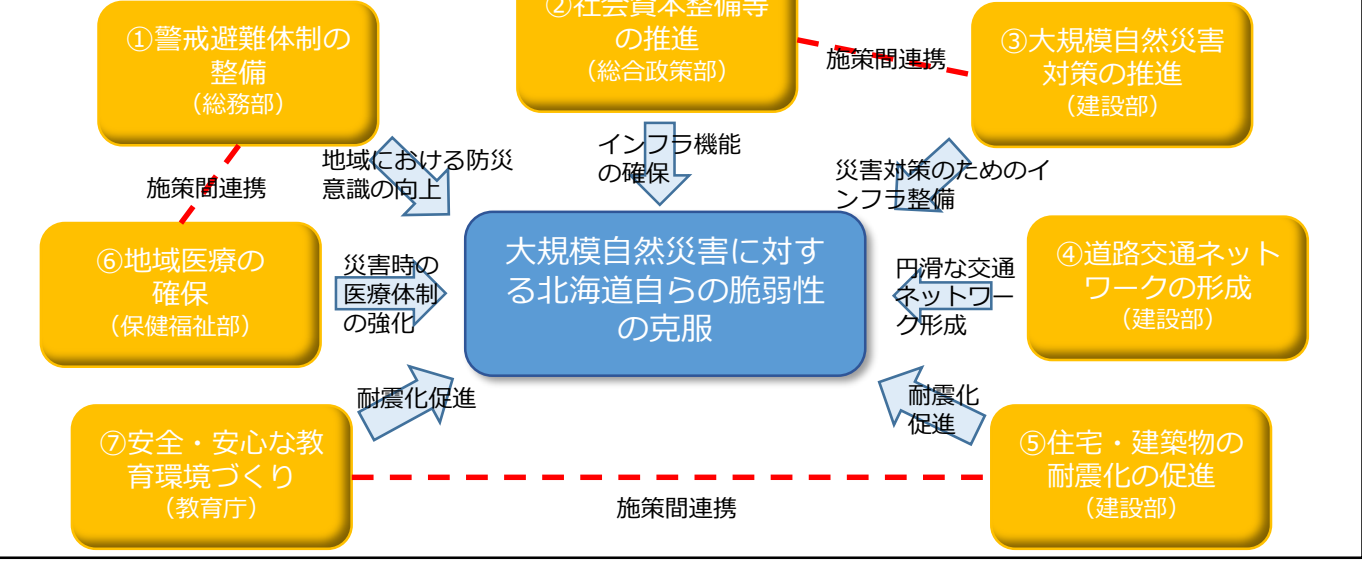 ①警戒避難体制の
整備
（総務部）
②社会資本整備等
の推進
（総合政策部）
施策間連携
③大規模自然災害
対策の推進
（建設部）
地域における防災
意識の向上
インフラ機能
の確保
災害対策のためのイ
ンフラ整備
施策間連携
⑥地域医療の
確保
（保健福祉部）
災害時の
医療体制
の強化
大規模自然災害に対す
る北海道自らの脆弱性
の克服
円滑な交通
ネットワー
ク形成
④道路交通ネット
ワークの形成
（建設部）
耐震化促進
耐震化
促進
⑦安全・安心な教
育環境づくり
（教育庁）
施策間連携
⑤住宅・建築物の
耐震化の促進
（建設部）